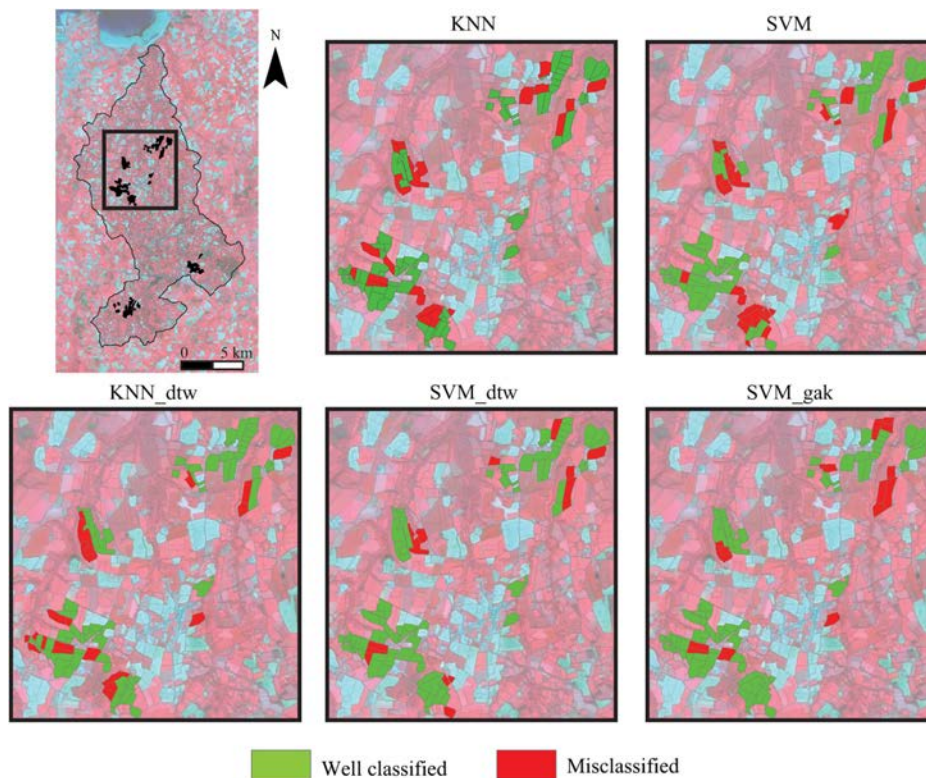 KNN
SVM
N
0 5 km
KNN_dtw
SVM_dtw
SVM_gak
Well classified
Misclassified